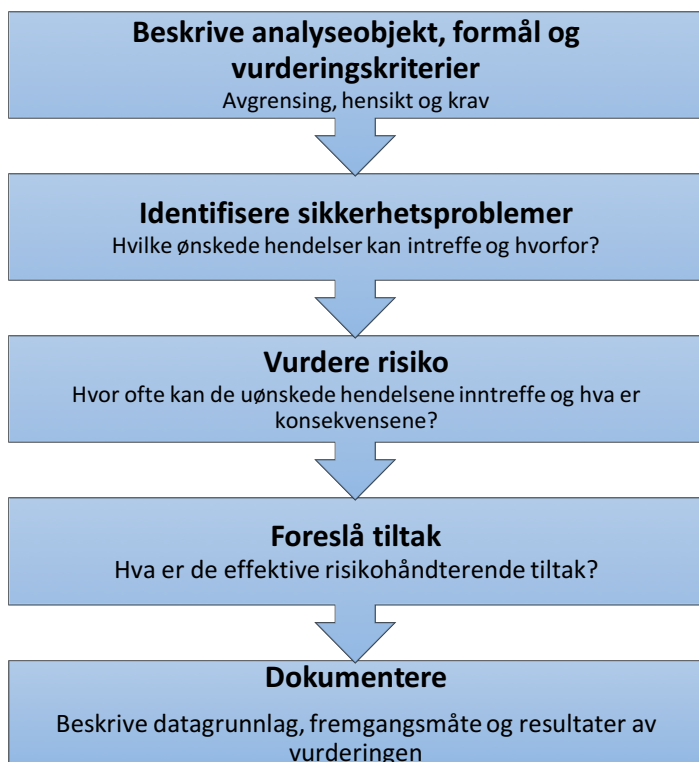 Beskrive analyseobjekt, formål og
vurderingskriterier
Avgrensing, hensikt og krav
Identifisere sikkerhetsproblemer
Hvilke ønskede hendelser kan intreffe og hvorfor?
Vurdere risiko
Hvor ofte kan de uønskede hendelsene inntreffe og hva er
konsekvensene?
Foreslå tiltak
Hva er de effektive risikohåndterende tiltak?
Dokumentere
Beskrive datagrunnlag, fremgangsmåte og resultater av
vurderingen